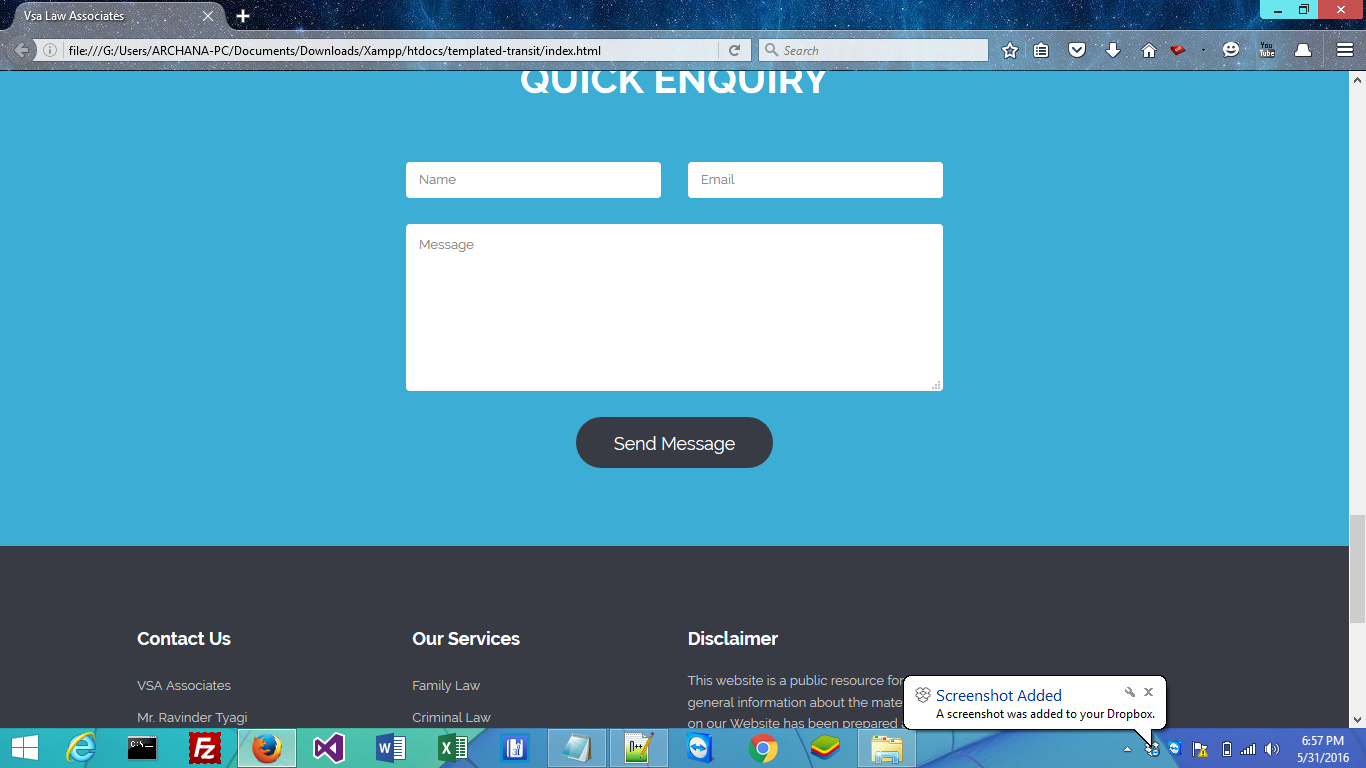 Vsa Law Associates
file:///G:/Users/ARCHANA-PC/Documents/Downloads/Xampp/htdocs/templated-transit/index.html
Search
You
Tube
QUICK ENQUIRY
Name
Email
Message
Send Message
Contact Us
VSA Associates
Mr. Ravinder Tyagi
Our Services
Family Law
Criminal Law
Disclaimer
This website is a public resource for
general information about the mate
on our Website has been prepared
Screenshot Added
A screenshot was added to your Dropbox.
C:\
FZ
6:57 PM
5/31/2016